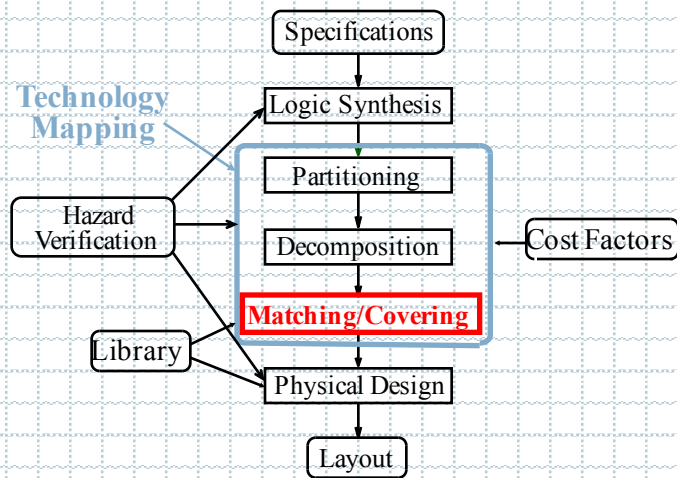 Specifications
Technology
Mapping
Logic Synthesis
Partitioning
Hazard
Verification
Decomposition
Cost Factors
Matching/Covering
Library
Physical Design
Layout